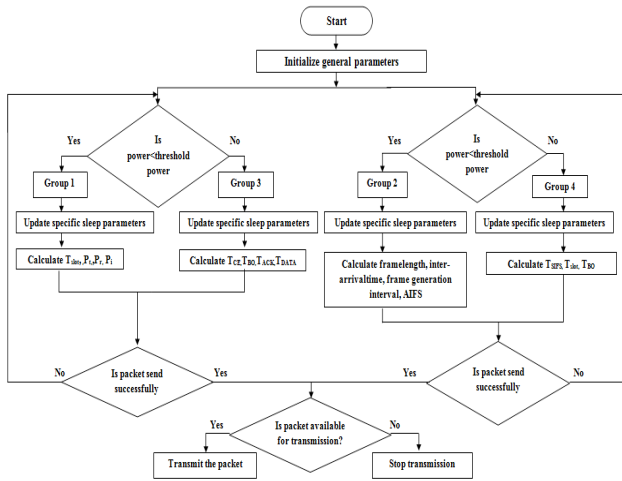 Start
Initialize general parameters
Yes
Is
power<threshold
power
No
Yes
Is
power<threshold
power
No
Group 1
Group 3
Group 2
Group 4
Update specific sleep parameters
Update specific sleep parameters
Update specific sleep parameters
Update specific sleep parameters
Calculate Tslot, Pt, Pr, Pi
Calculate TCE,TBO,TACK,TDATA
Calculate framelength, inter-
arrivaltime, frame generation
interval, AIFS
Calculate TSIFS, Tslot, TBO
No
Is packet send
successfully
Yes
Yes
Is packet send
successfully
No
Yes
Is packet available
for transmission?
No
Transmit the packet
Stop transmission